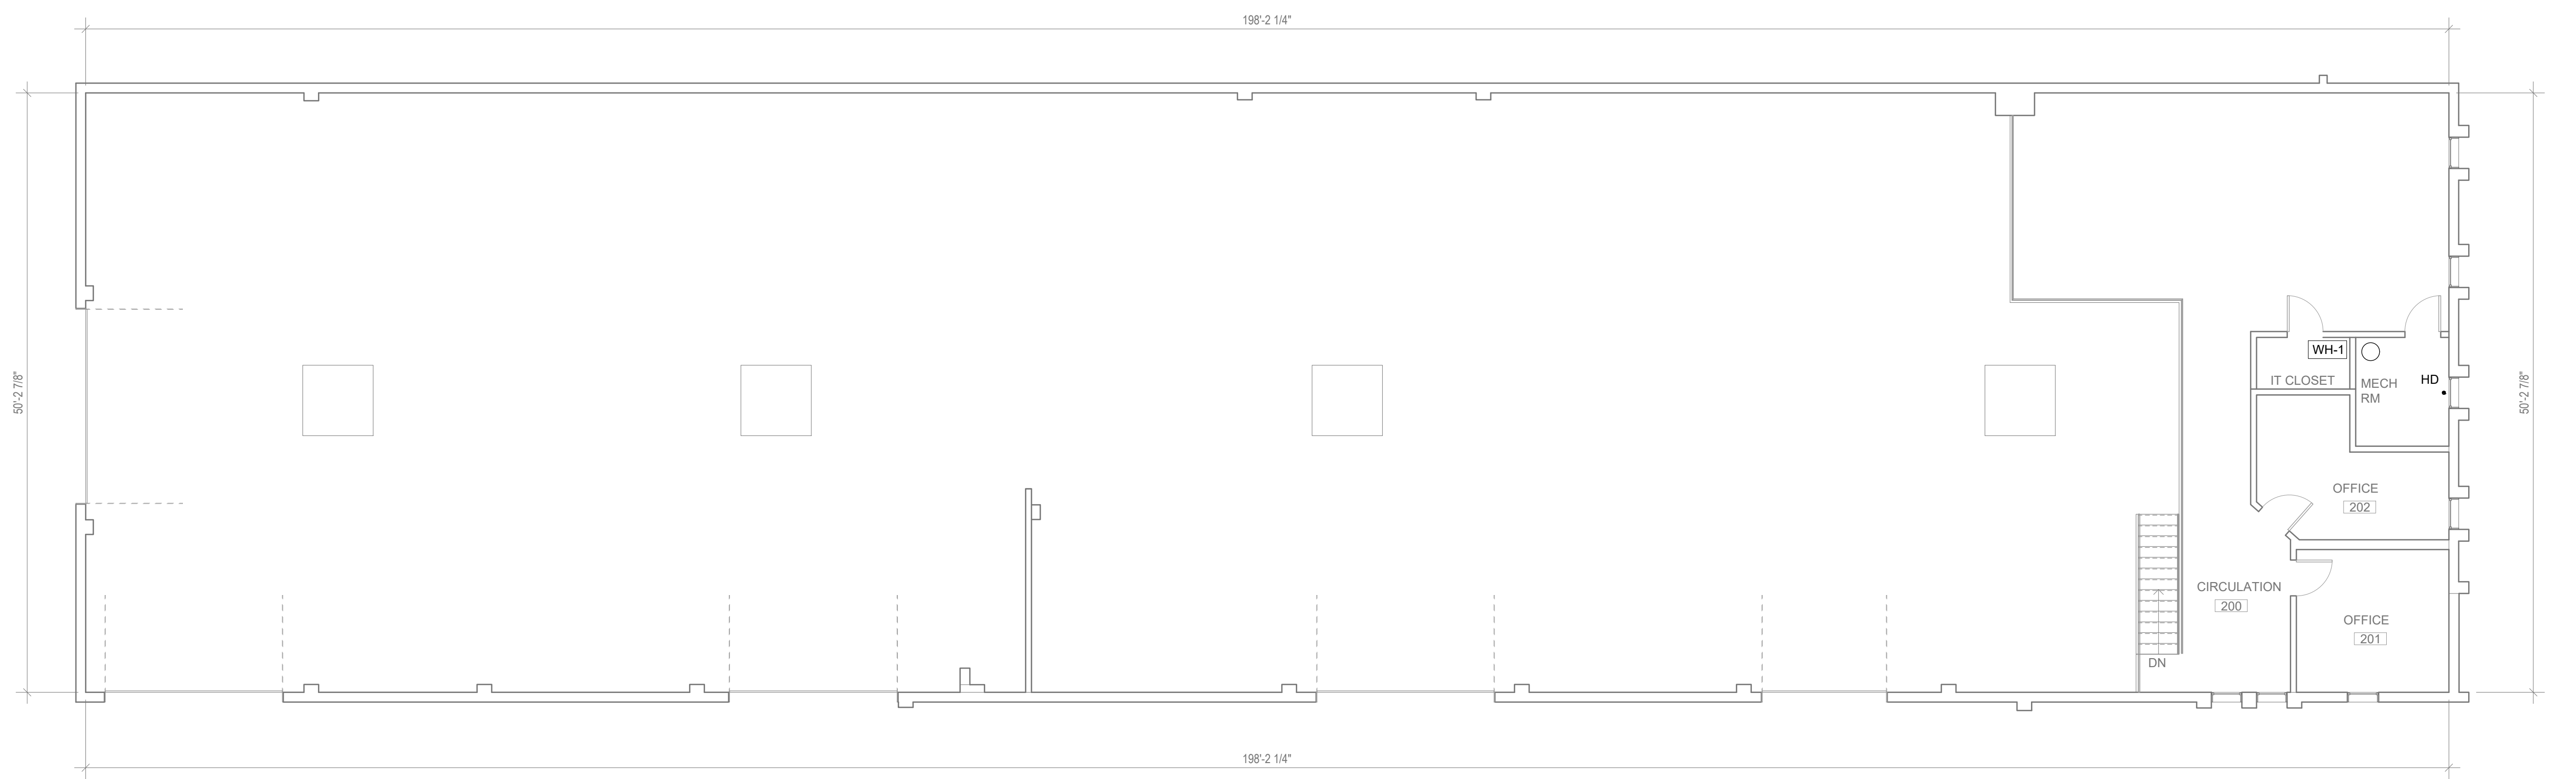 198'-2 1/4"
50'-2 7/8"
50'-2 7/8"
WH-1
IT CLOSET
MECH
RM
HD
OFFICE
202
CIRCULATION
200
OFFICE
201
DN
198'-2 1/4"